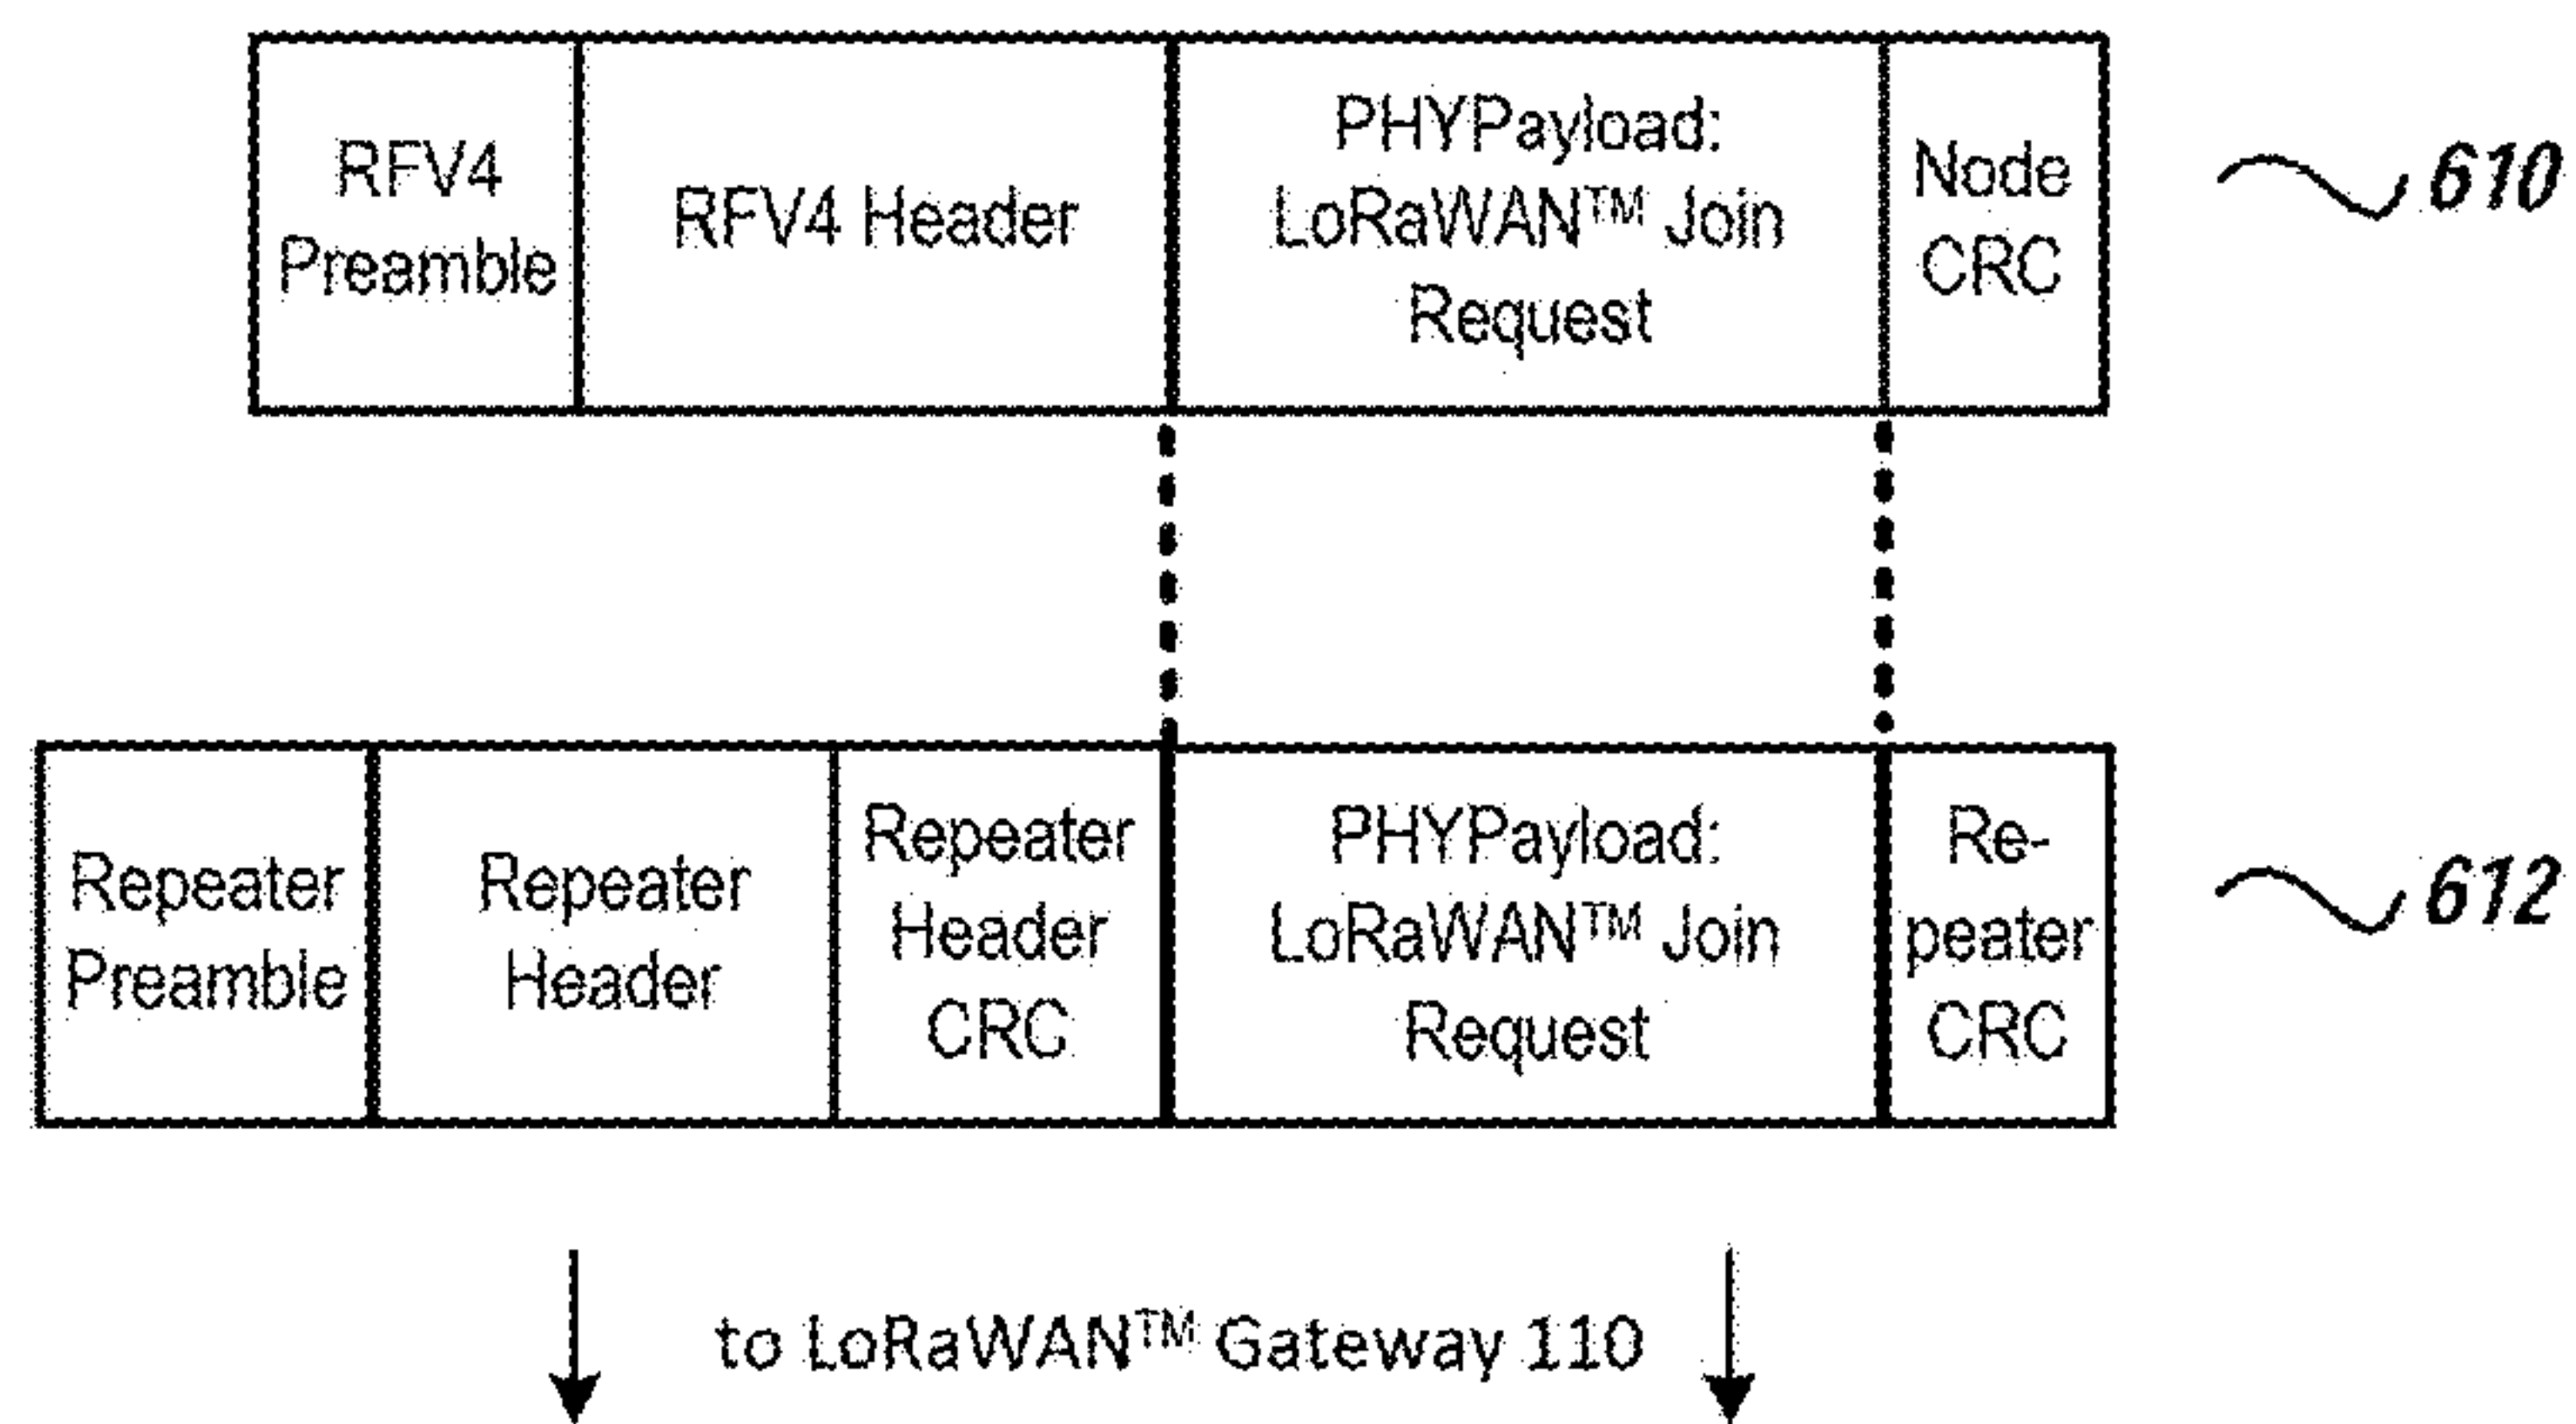 RFV4
Preamble
RFV4 Header
PHYPayload:
LoRaWAN™ Join
Request
Node
CRC
610
Repeater
Preamble
Repeater
Header
Repeater
Header
CRC
PHYPayload:
LoRaWAN™ Join
Request
Re-
peater
CRC
612
to LoRaWAN™ Gateway 110